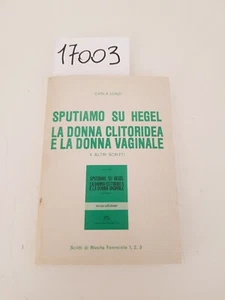 17003
CARLA LONZI
SPUTIAMO SU HEGEL
LA DONNA CLITORIDEA
E LA DONNA VAGINALE
E ALTRI SCRITTI
SPUTIAMO SU HEGEL
LA DONNA CLITORIDEA
E LA DONNA VAGINALE
Scritti di Rivolta Femminile 1, 2, 3